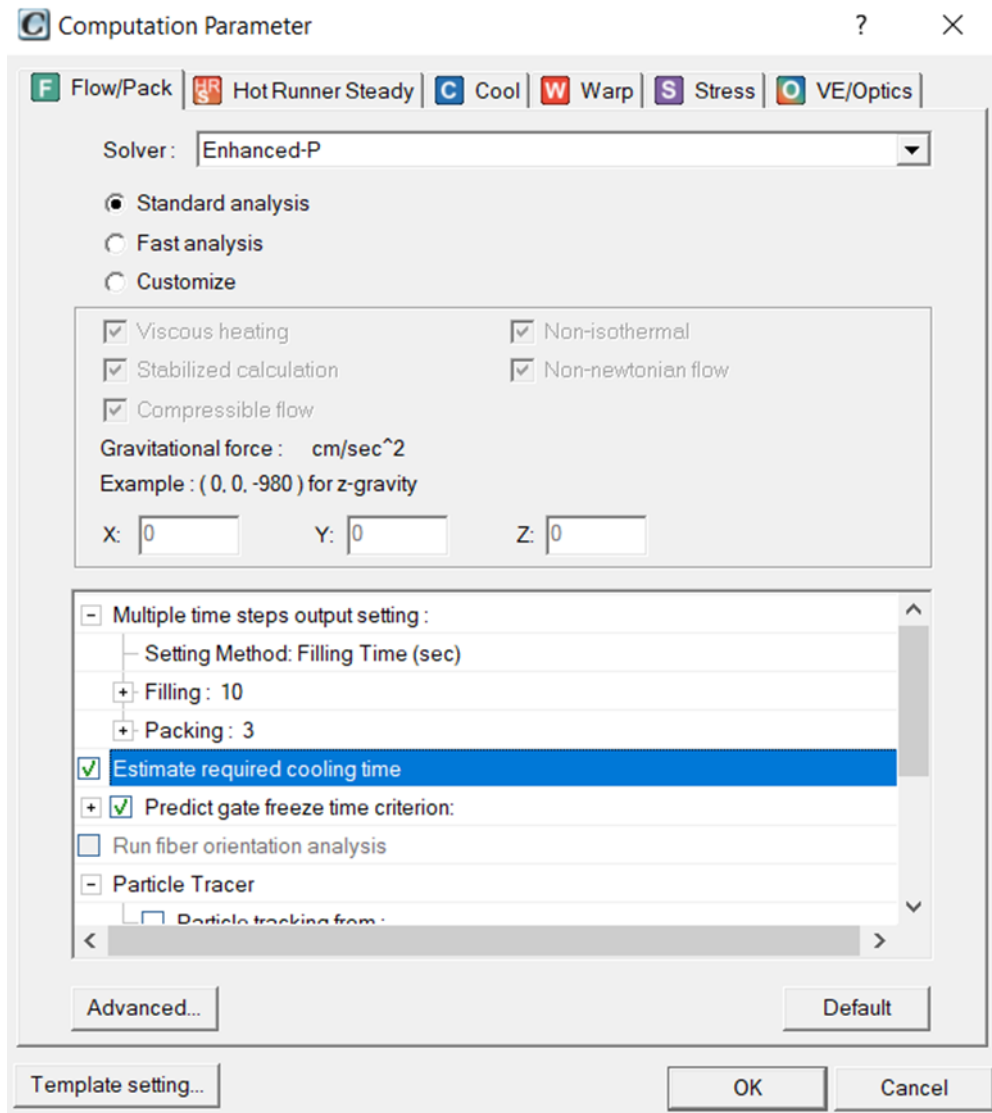 C Computation Parameter ? ×
F Flow/Pack HRS Hot Runner Steady C Cool W Warp S Stress O VE/Optics
Solver : Enhanced-P
Standard analysis
Fast analysis
Customize
Viscous heating Non-isothermal
Stabilized calculation Non-newtonian flow
Compressible flow
Gravitational force : cm/sec^2
Example : ( 0, 0, -980 ) for z-gravity
X: 0 Y: 0 Z: 0
Multiple time steps output setting :
Setting Method: Filling Time (sec)
Filling : 10
Packing : 3
Estimate required cooling time
Predict gate freeze time criterion:
Run fiber orientation analysis
Particle Tracer
Particle tracking from :
Advanced... Default
Template setting... OK Cancel